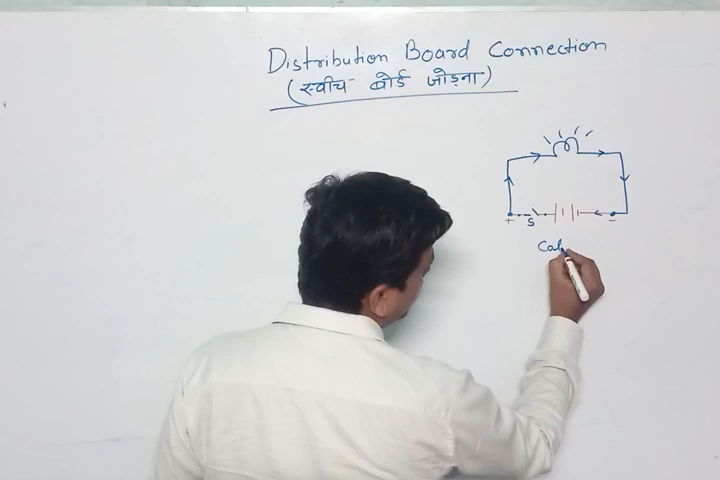 Distribution Board Connection
(स्वीच बोर्ड जोड़ना)
+ S -